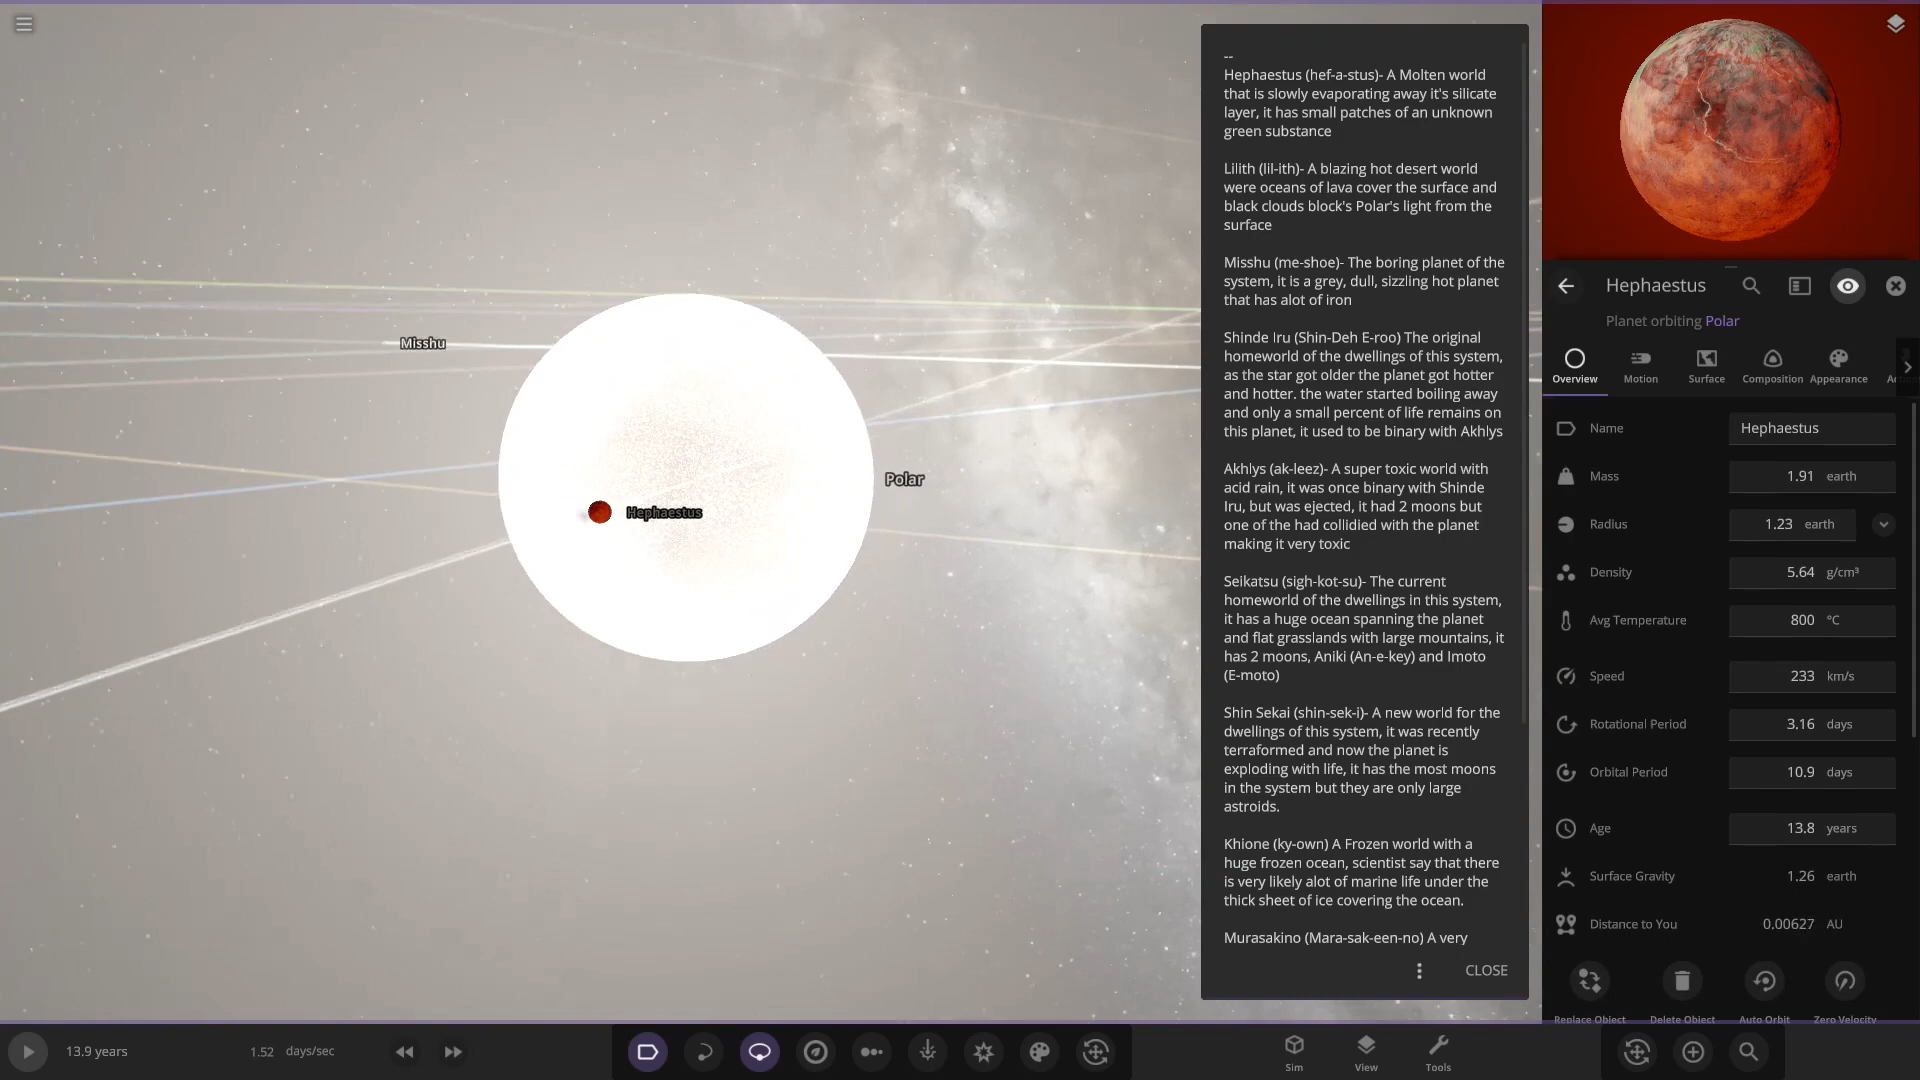 --
Hephaestus (hef-a-stus)- A Molten world
that is slowly evaporating away it's silicate
layer, it has small patches of an unknown
green substance
Lilith (lil-ith)- A blazing hot desert world
were oceans of lava cover the surface and
black clouds block's Polar's light from the
surface
Misshu (me-shoe)- The boring planet of the
system, it is a grey, dull, sizzling hot planet
that has alot of iron
Shinde Iru (Shin-Deh E-roo) The original
homeworld of the dwellings of this system,
as the star got older the planet got hotter
and hotter. the water started boiling away
and only a small percent of life remains on
this planet, it used to be binary with Akhlys
Akhlys (ak-leez)- A super toxic world with
acid rain, it was once binary with Shinde
Iru, but was ejected, it had 2 moons but
one of the had collidied with the planet
making it very toxic
Seikatsu (sigh-kot-su)- The current
homeworld of the dwellings in this system,
it has a huge ocean spanning the planet
and flat grasslands with large mountains, it
has 2 moons, Aniki (An-e-key) and Imoto
(E-moto)
Shin Sekai (shin-sek-i)- A new world for the
dwellings of this system, it was recently
terraformed and now the planet is
exploding with life, it has the most moons
in the system but they are only large
astroids.
Khione (ky-own) A Frozen world with a
huge frozen ocean, scientist say that there
is very likely alot of marine life under the
thick sheet of ice covering the ocean.
Murasakino (Mara-sak-een-no) A very
CLOSE
Misshu
Polar
Hephaestus
Hephaestus
Planet orbiting Polar
Overview Motion Surface Composition Appearance
Name Hephaestus
Mass 1.91 earth
Radius 1.23 earth
Density 5.64 g/cm³
Avg Temperature 800 °C
Speed 233 km/s
Rotational Period 3.16 days
Orbital Period 10.9 days
Age 13.8 years
Surface Gravity 1.26 earth
Distance to You 0.00627 AU
Replace Object Delete Object Auto Orbit Zero Velocity
13.9 years 1.52 days/sec
Sim View Tools